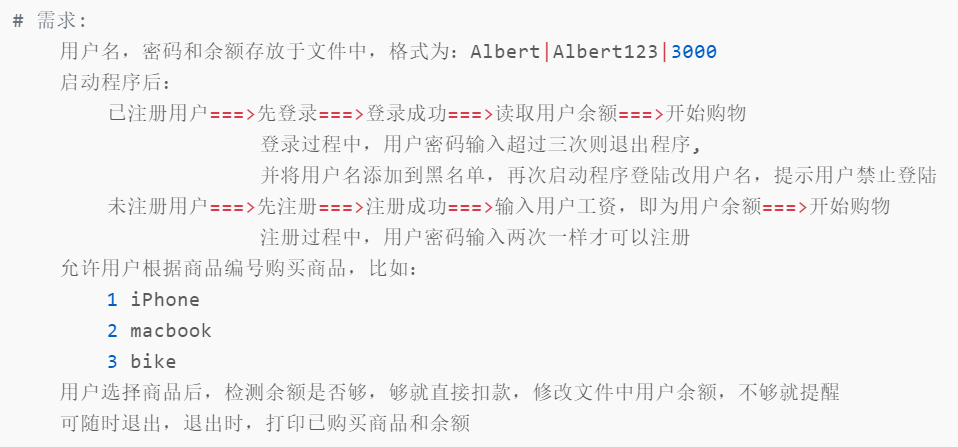 # 需求:
用户名，密码和余额存放于文件中，格式为：Albert|Albert123|3000
启动程序后：
已注册用户===>先登录===>登录成功===>读取用户余额===>开始购物
登录过程中，用户密码输入超过三次则退出程序,
并将用户名添加到黑名单，再次启动程序登陆改用户名，提示用户禁止登陆
未注册用户===>先注册===>注册成功===>输入用户工资，即为用户余额===>开始购物
注册过程中，用户密码输入两次一样才可以注册
允许用户根据商品编号购买商品，比如：
1 iPhone
2 macbook
3 bike
用户选择商品后，检测余额是否够，够就直接扣款，修改文件中用户余额，不够就提醒
可随时退出，退出时，打印已购买商品和余额